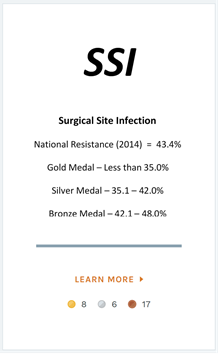 SSI
Surgical Site Infection
National Resistance (2014) = 43.4%
Gold Medal – Less than 35.0%
Silver Medal – 35.1 – 42.0%
Bronze Medal – 42.1 – 48.0%
LEARN MORE
8 6 17